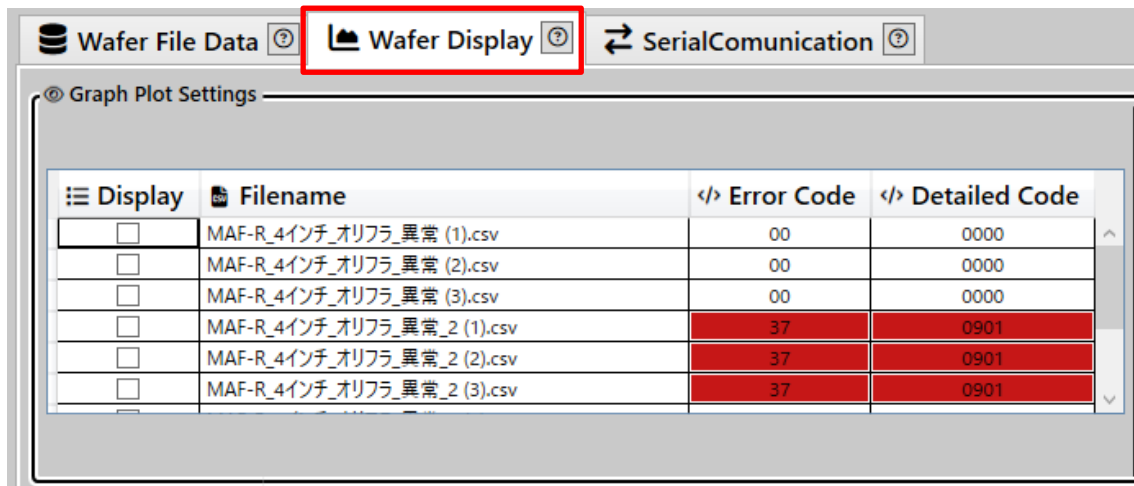 Wafer File Data ? Wafer Display ? SerialComunication ?
Graph Plot Settings
Display Filename </> Error Code </> Detailed Code
MAF-R_4インチ_オリフラ_異常 (1).csv 00 0000
MAF-R_4インチ_オリフラ_異常 (2).csv 00 0000
MAF-R_4インチ_オリフラ_異常 (3).csv 00 0000
MAF-R_4インチ_オリフラ_異常_2 (1).csv 37 0901
MAF-R_4インチ_オリフラ_異常_2 (2).csv 37 0901
MAF-R_4インチ_オリフラ_異常_2 (3).csv 37 0901